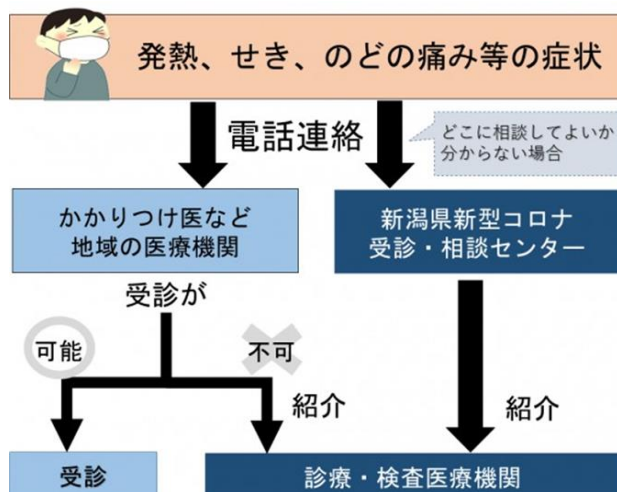 発熱、せき、のどの痛み等の症状
電話連絡
どこに相談してよいか
分からない場合
かかりつけ医など
地域の医療機関
新潟県新型コロナ
受診・相談センター
受診が
可能
不可
紹介
紹介
受診
診療・検査医療機関